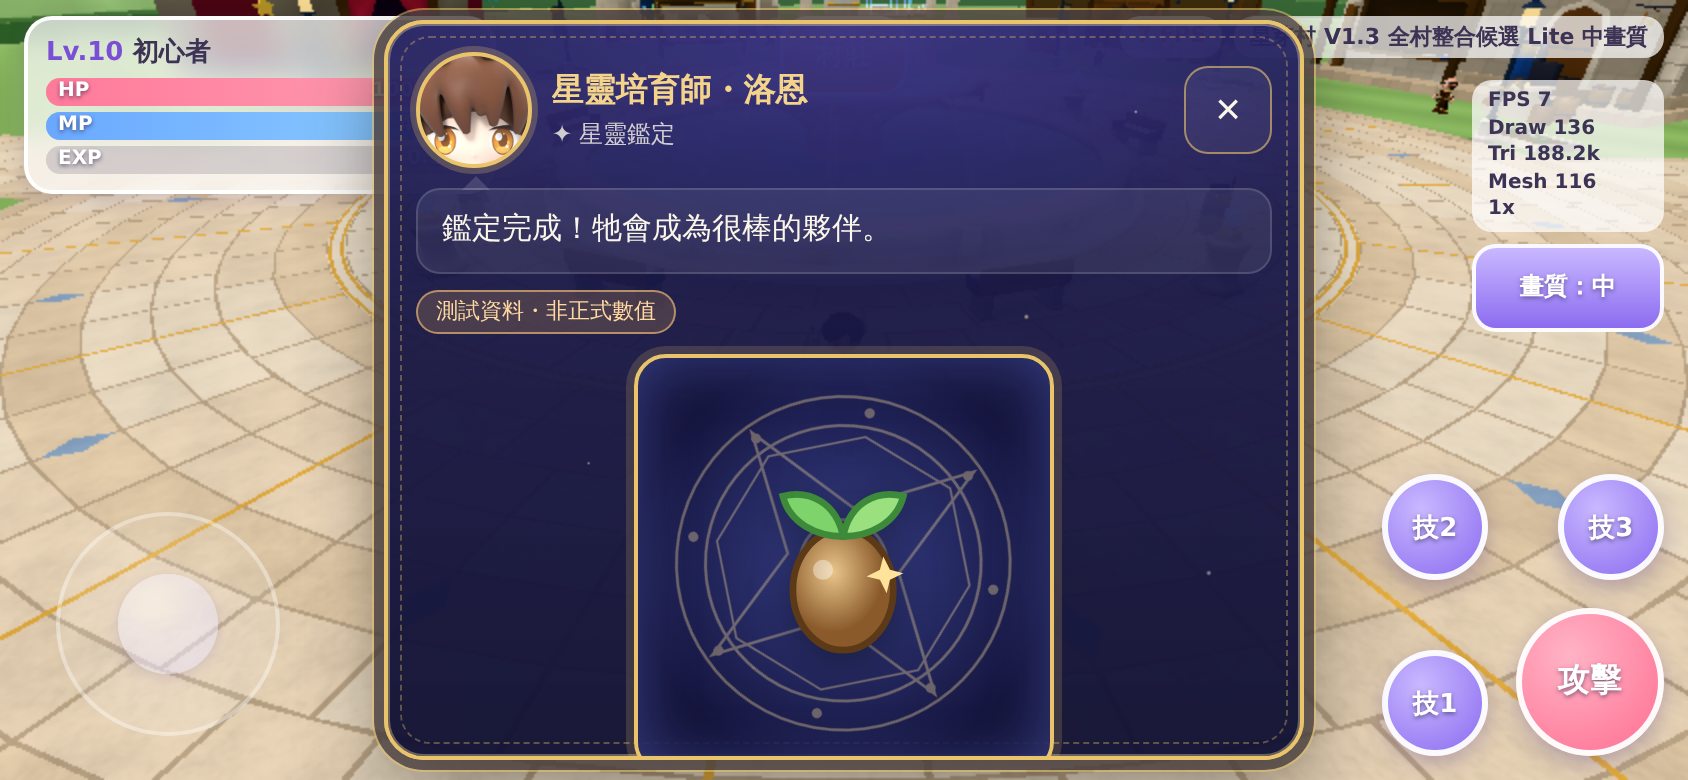 Lv.10 初心者
HP
MP
EXP
星靈培育師・洛恩
✦ 星靈鑑定
×
鑑定完成！牠會成為很棒的夥伴。
測試資料・非正式數值
村 V1.3 全村整合候選 Lite 中畫質
FPS 7
Draw 136
Tri 188.2k
Mesh 116
1x
畫質：中
技2
技3
技1
攻擊